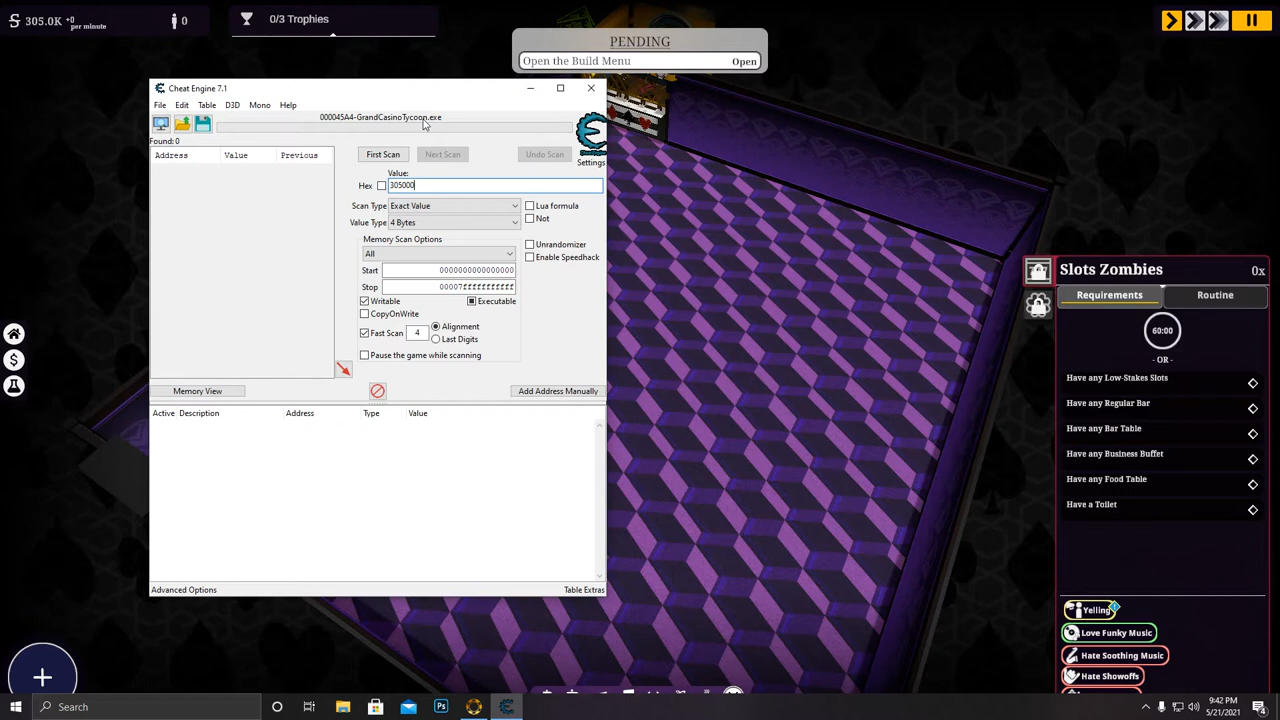 305.0K +0 per minute
0
0/3 Trophies
PENDING
Open the Build Menu Open
Cheat Engine 7.1
File Edit Table D3D Mono Help
000045A4-GrandCasinoTycoon.exe
Found: 0
Address Value Previous
First Scan Next Scan Undo Scan
Settings
Value:
Hex 305000
Scan Type Exact Value
Lua formula
Value Type 4 Bytes
Not
Memory Scan Options
All
Unrandomizer
Enable Speedhack
Start 0000000000000000
Stop 00007fffffffffff
Writable Executable
CopyOnWrite
Fast Scan 4 Alignment
Last Digits
Pause the game while scanning
Memory View Add Address Manually
Active Description Address Type Value
Advanced Options Table Extras
Slots Zombies 0x
Requirements Routine
60:00
- OR -
Have any Low-Stakes Slots
Have any Regular Bar
Have any Bar Table
Have any Business Buffet
Have any Food Table
Have a Toilet
Yelling
Love Funky Music
Hate Soothing Music
Hate Showoffs
Search
Ps
9:42 PM
5/21/2021
4